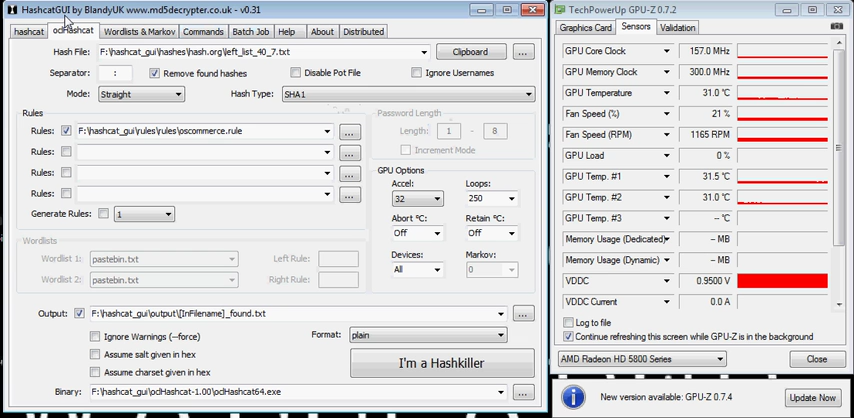 HashcatGUI by BlandyUK www.md5decrypter.co.uk - v0.31
hashcat oclHashcat Wordlists & Markov Commands Batch Job Help About Distributed
Hash File: F:\hashcat_gui\hashes\hash.org\left_list_40_7.txt Clipboard ...
Separator: : Remove found hashes Disable Pot File Ignore Usernames
Mode: Straight Hash Type: SHA1
Rules Password Length
Rules: F:\hashcat_gui\rules\rules\oscommerce.rule ... Length: 1 - 8
Rules: ... Increment Mode
Rules: ... GPU Options
Rules: ... Accel: Loops:
Generate Rules: 1 32 250
Abort °C: Retain °C:
Wordlists Off Off
Wordlist 1: pastebin.txt Left Rule: Devices: Markov:
Wordlist 2: pastebin.txt Right Rule: All 0
Output: F:\hashcat_gui\output\[InFilename]_found.txt ...
Ignore Warnings (--force) Format: plain
Assume salt given in hex
Assume charset given in hex I'm a Hashkiller
Binary: F:\hashcat_gui\oclHashcat-1.00\oclHashcat64.exe ...
TechPowerUp GPU-Z 0.7.2
Graphics Card Sensors Validation
GPU Core Clock 157.0 MHz
GPU Memory Clock 300.0 MHz
GPU Temperature 31.0 °C
Fan Speed (%) 21 %
Fan Speed (RPM) 1165 RPM
GPU Load 0 %
GPU Temp. #1 31.5 °C
GPU Temp. #2 31.0 °C
GPU Temp. #3 -- °C
Memory Usage (Dedicated) -- MB
Memory Usage (Dynamic) -- MB
VDDC 0.9500 V
VDDC Current 0.0 A
Log to file
Continue refreshing this screen while GPU-Z is in the background
AMD Radeon HD 5800 Series Close
New version available: GPU-Z 0.7.4 Update Now